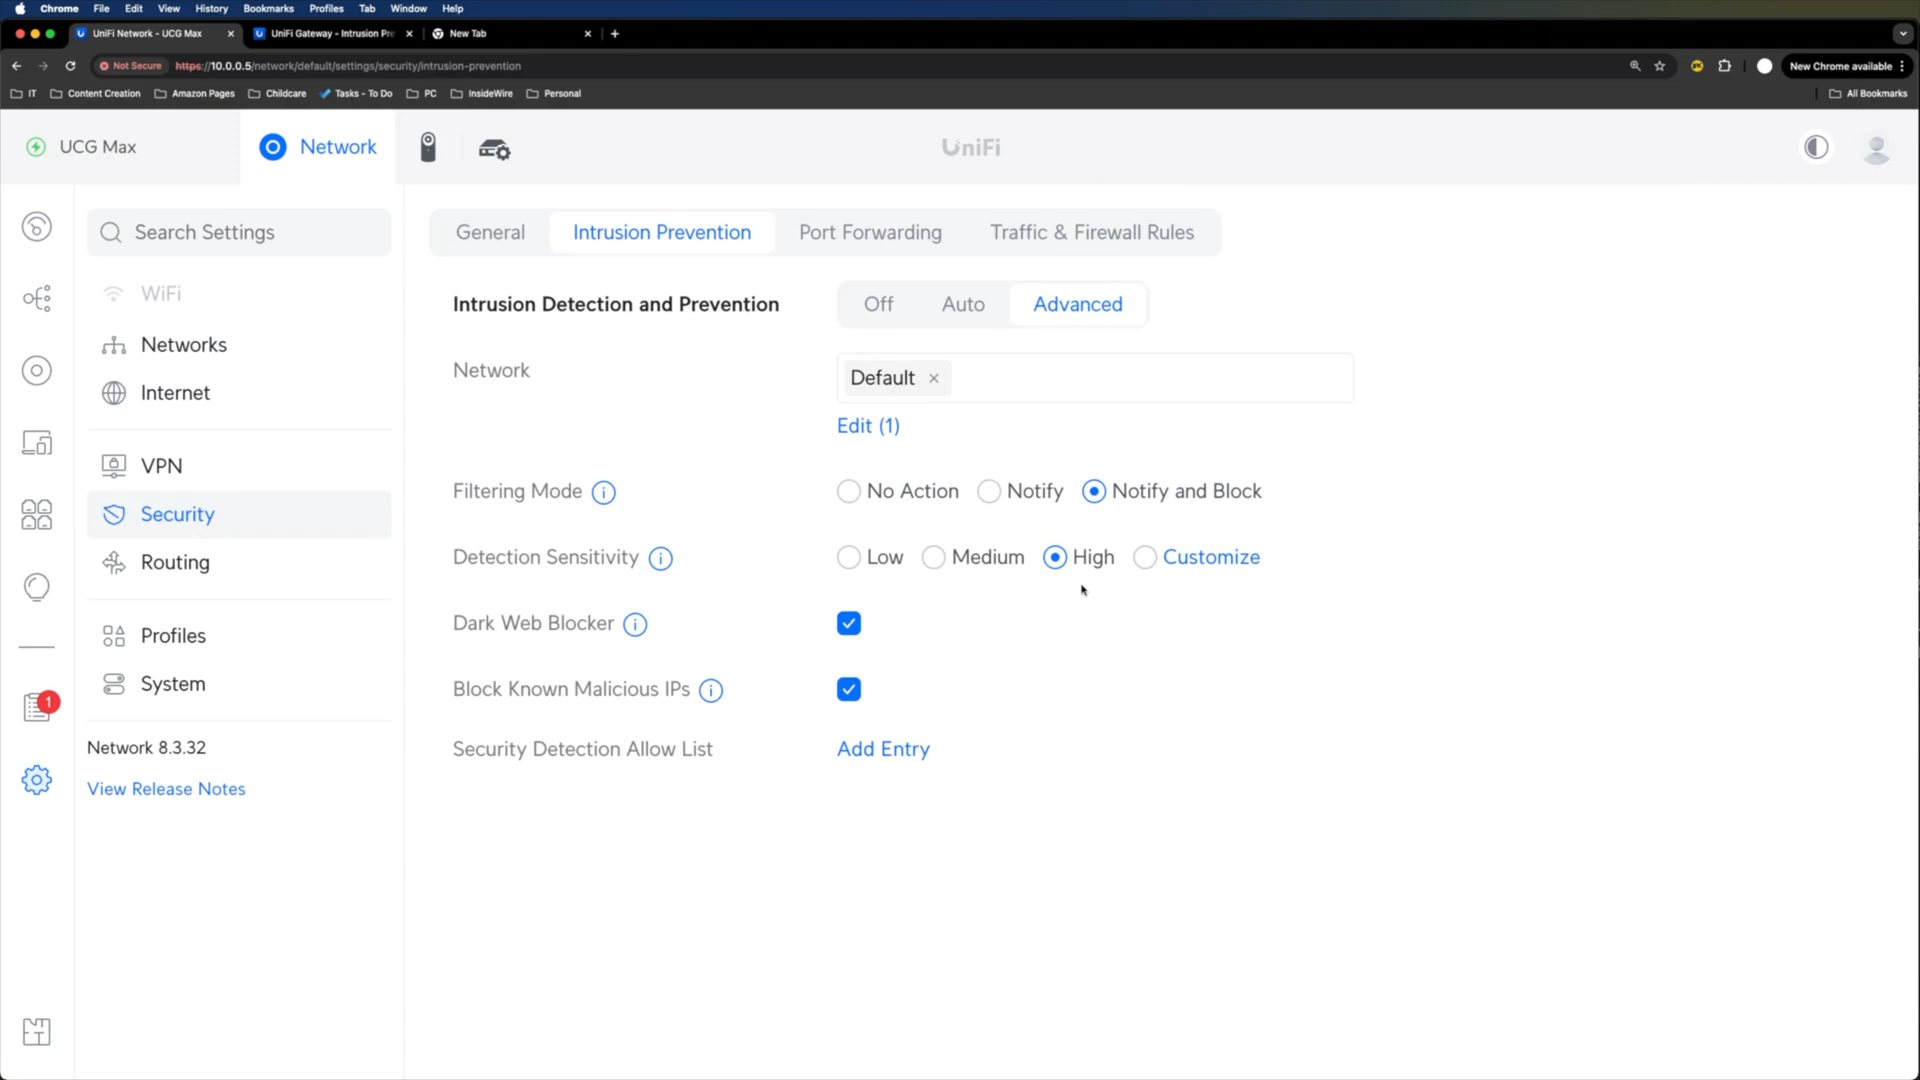 Chrome File Edit View History Bookmarks Profiles Tab Window Help
UniFi Network - UCG Max UniFi Gateway - Intrusion Pre New Tab
Not Secure https://10.0.0.5/network/default/settings/security/intrusion-prevention New Chrome available
IT Content Creation Amazon Pages Childcare Tasks - To Do PC InsideWire Personal All Bookmarks
UCG Max Network UniFi
Search Settings
General Intrusion Prevention Port Forwarding Traffic & Firewall Rules
WiFi
Intrusion Detection and Prevention Off Auto Advanced
Networks
Network Default
Internet
Edit (1)
VPN
Filtering Mode No Action Notify Notify and Block
Security
Detection Sensitivity Low Medium High Customize
Routing
Dark Web Blocker
Profiles
System
Block Known Malicious IPs
1
Network 8.3.32
Security Detection Allow List Add Entry
View Release Notes